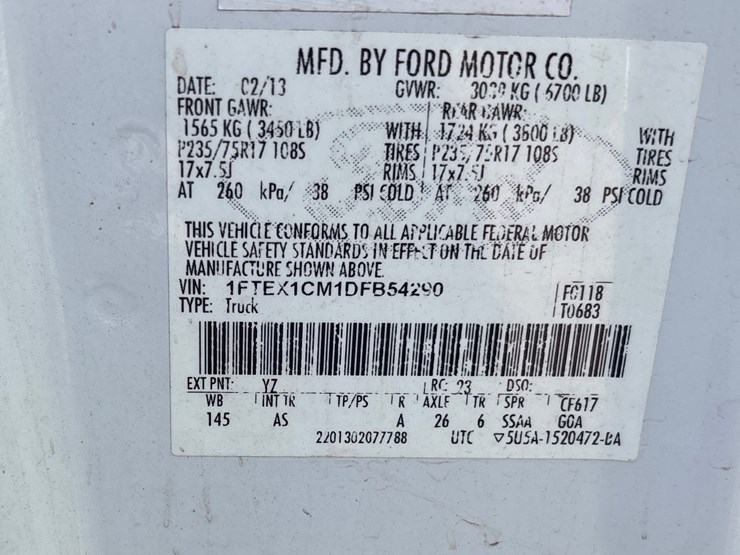 MFD. BY FORD MOTOR CO.
DATE: 02/13 GVWR: 3039 KG ( 6700 LB)
FRONT GAWR: REAR GAWR:
1565 KG ( 3450 LB) WITH 1724 KG ( 3800 LB) WITH
P235/75R17 108S TIRES P235/75R17 108S TIRES
17x7.5J RIMS 17x7.5J RIMS
AT 260 kPa/ 38 PSI COLD AT 260 kPa/ 38 PSI COLD
THIS VEHICLE CONFORMS TO ALL APPLICABLE FEDERAL MOTOR
VEHICLE SAFETY STANDARDS IN EFFECT ON THE DATE OF
MANUFACTURE SHOWN ABOVE.
VIN: 1FTEX1CM1DFB54290 F0118
TYPE: Truck T0683
EXT PNT: YZ RC: 23 DSO:
WB INT TR TP/PS R AXLE TR SPR CF617
145 AS A 26 6 SSAA GGA
2201302077788 UTC ▽5U5A-1520472-BA